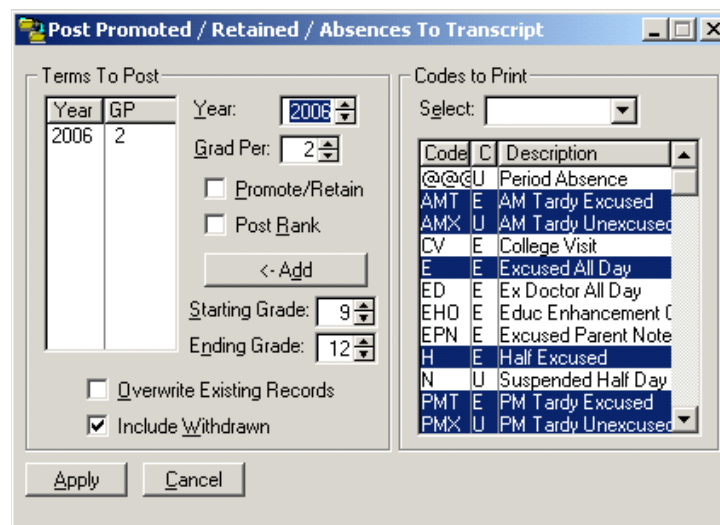 Post Promoted / Retained / Absences To Transcript
Terms To Post
Year GP
2006 2
Year: 2006
Grad Per: 2
Promote/Retain
Post Rank
<- Add
Starting Grade: 9
Ending Grade: 12
Overwrite Existing Records
Include Withdrawn
Codes to Print
Select:
Code C Description
@@@ U Period Absence
AMT E AM Tardy Excused
AMX U AM Tardy Unexcused
CV E College Visit
E E Excused All Day
ED E Ex Doctor All Day
EHO E Educ Enhancement
EPN E Excused Parent Note
H E Half Excused
N U Suspended Half Day
PMT E PM Tardy Excused
PMX U PM Tardy Unexcused
Apply Cancel